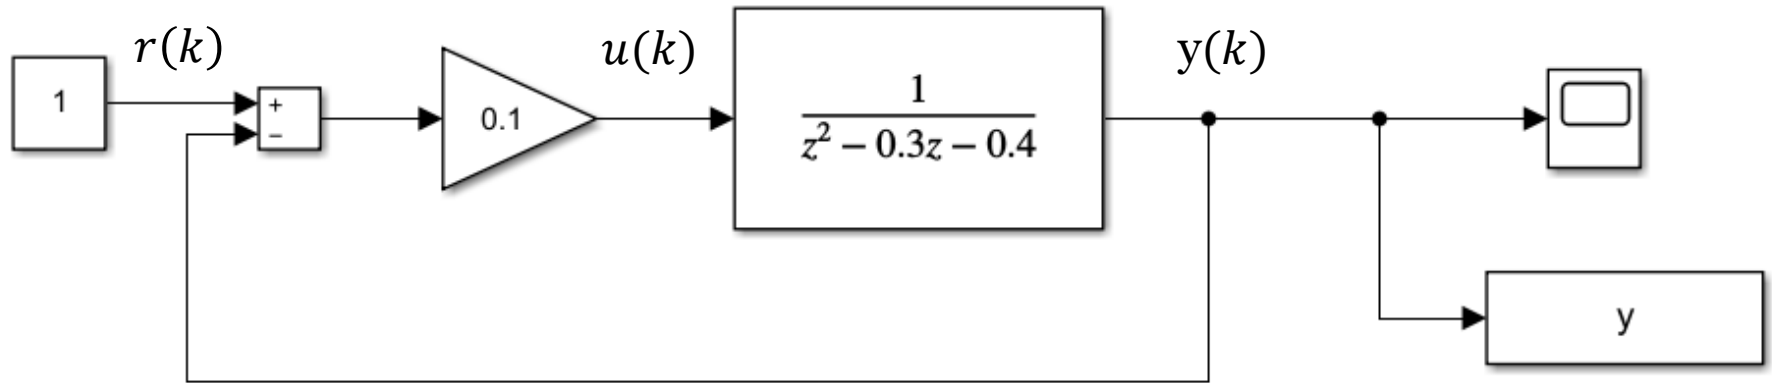 r(k)
u(k)
y(k)
1
+
−
0.1
1
z² − 0.3z − 0.4
y